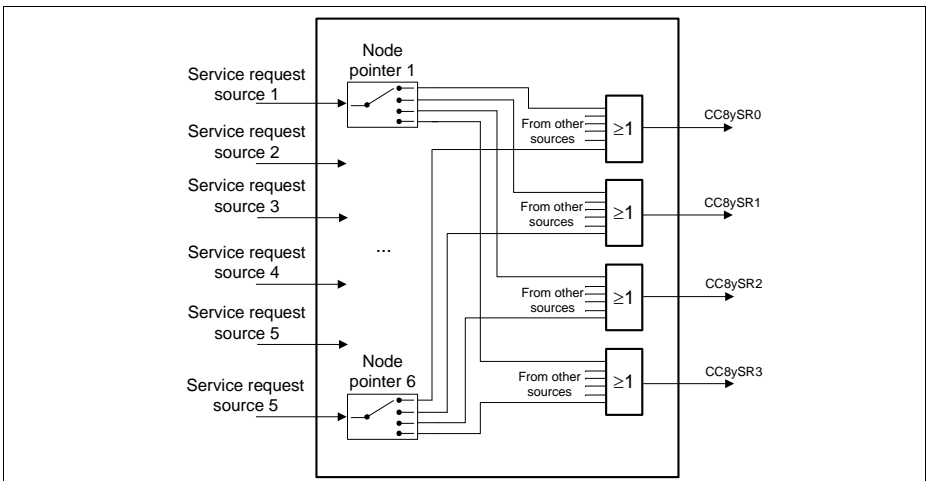 Node
pointer 1
Service request
source 1
Service request
source 2
Service request
source 3
...
Service request
source 4
Service request
source 5
Node
pointer 6
Service request
source 5
From other
sources
≥1
CC8ySR0
From other
sources
≥1
CC8ySR1
From other
sources
≥1
CC8ySR2
From other
sources
≥1
CC8ySR3